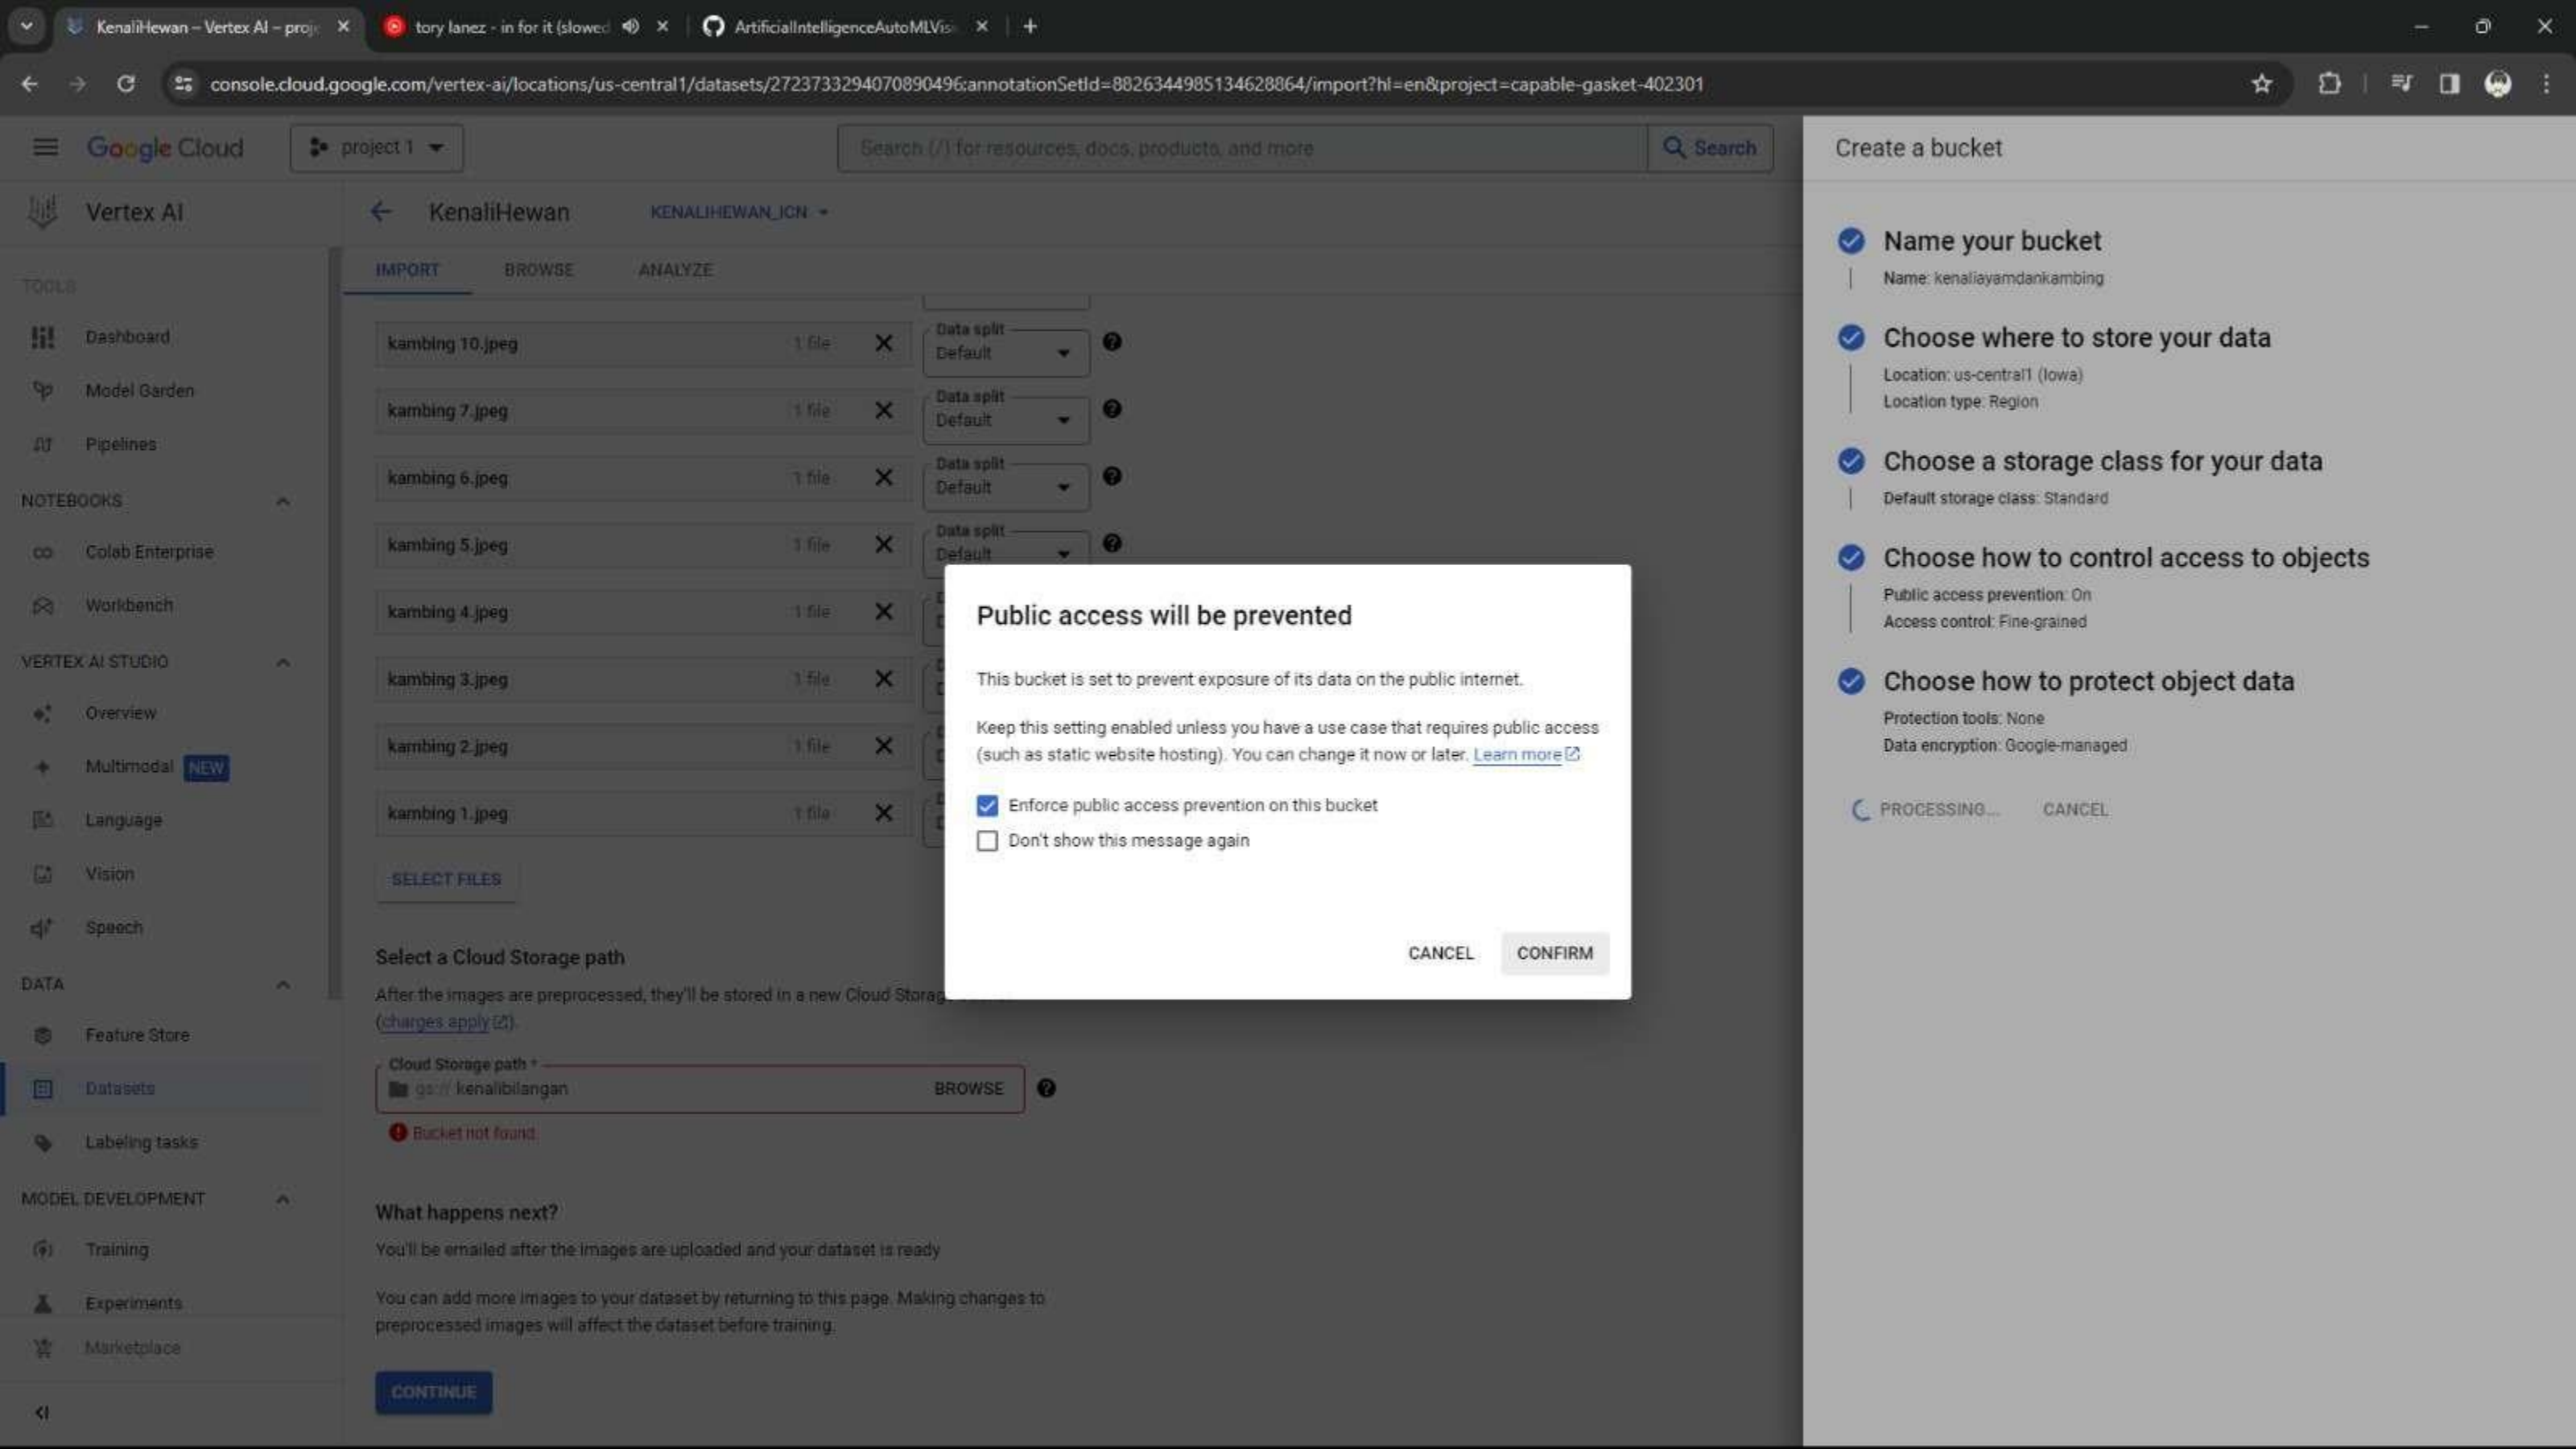 KenaliHewan – Vertex AI – proj
tory lanez - in for it (slowed
ArtificialIntelligenceAutoMLVis
console.cloud.google.com/vertex-ai/locations/us-central1/datasets/2723733294070890496;annotationSetId=8826344985134628864/import?hl=en&project=capable-gasket-402301
Google Cloud
project 1
Search (/) for resources, docs, products, and more
Search
Vertex AI
KenaliHewan
KENALIHEWAN_ICN
IMPORT
BROWSE
ANALYZE
TOOLS
Dashboard
Model Garden
Pipelines
NOTEBOOKS
Colab Enterprise
Workbench
VERTEX AI STUDIO
Overview
Multimodal NEW
Language
Vision
Speech
DATA
Feature Store
Datasets
Labeling tasks
MODEL DEVELOPMENT
Training
Experiments
Marketplace
kambing 10.jpeg 1 file
Data split
Default
kambing 7.jpeg 1 file
Data split
Default
kambing 6.jpeg 1 file
Data split
Default
kambing 5.jpeg 1 file
Data split
Default
kambing 4.jpeg 1 file
kambing 3.jpeg 1 file
kambing 2.jpeg 1 file
kambing 1.jpeg 1 file
SELECT FILES
Select a Cloud Storage path
After the images are preprocessed, they'll be stored in a new Cloud Storag
(charges apply).
Cloud Storage path *
gs:// kenalibilangan
BROWSE
Bucket not found.
What happens next?
You'll be emailed after the images are uploaded and your dataset is ready
You can add more images to your dataset by returning to this page. Making changes to
preprocessed images will affect the dataset before training.
CONTINUE
Public access will be prevented
This bucket is set to prevent exposure of its data on the public internet.
Keep this setting enabled unless you have a use case that requires public access
(such as static website hosting). You can change it now or later. Learn more
Enforce public access prevention on this bucket
Don't show this message again
CANCEL
CONFIRM
Create a bucket
Name your bucket
Name: kenaliayamdankambing
Choose where to store your data
Location: us-central1 (Iowa)
Location type: Region
Choose a storage class for your data
Default storage class: Standard
Choose how to control access to objects
Public access prevention: On
Access control: Fine-grained
Choose how to protect object data
Protection tools: None
Data encryption: Google-managed
PROCESSING...
CANCEL